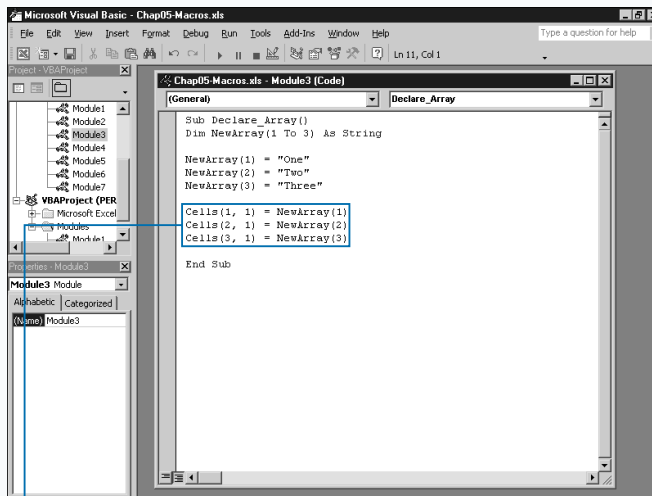 Microsoft Visual Basic - Chap05-Macros.xls
File Edit View Insert Format Debug Run Tools Add-Ins Window Help
Type a question for help
Ln 11, Col 1
Project - VBAProject
Module1
Module2
Module3
Module4
Module5
Module6
Module7
VBAProject (PER
Microsoft Excel
Modules
Module1
Properties - Module3
Module3 Module
Alphabetic Categorized
(Name) Module3
Chap05-Macros.xls - Module3 (Code)
(General) Declare_Array
Sub Declare_Array()
Dim NewArray(1 To 3) As String
NewArray(1) = "One"
NewArray(2) = "Two"
NewArray(3) = "Three"
Cells(1, 1) = NewArray(1)
Cells(2, 1) = NewArray(2)
Cells(3, 1) = NewArray(3)
End Sub